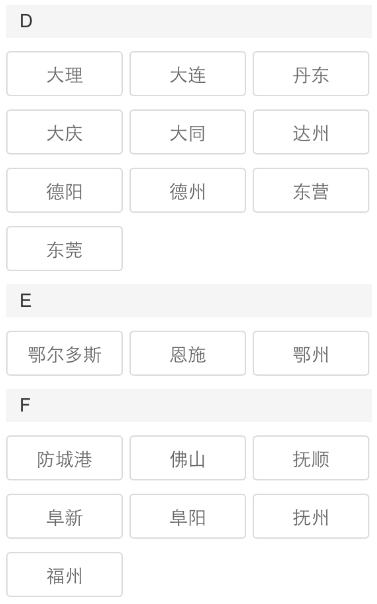 D
大理 大连 丹东
大庆 大同 达州
德阳 德州 东营
东莞
E
鄂尔多斯 恩施 鄂州
F
防城港 佛山 抚顺
阜新 阜阳 抚州
福州